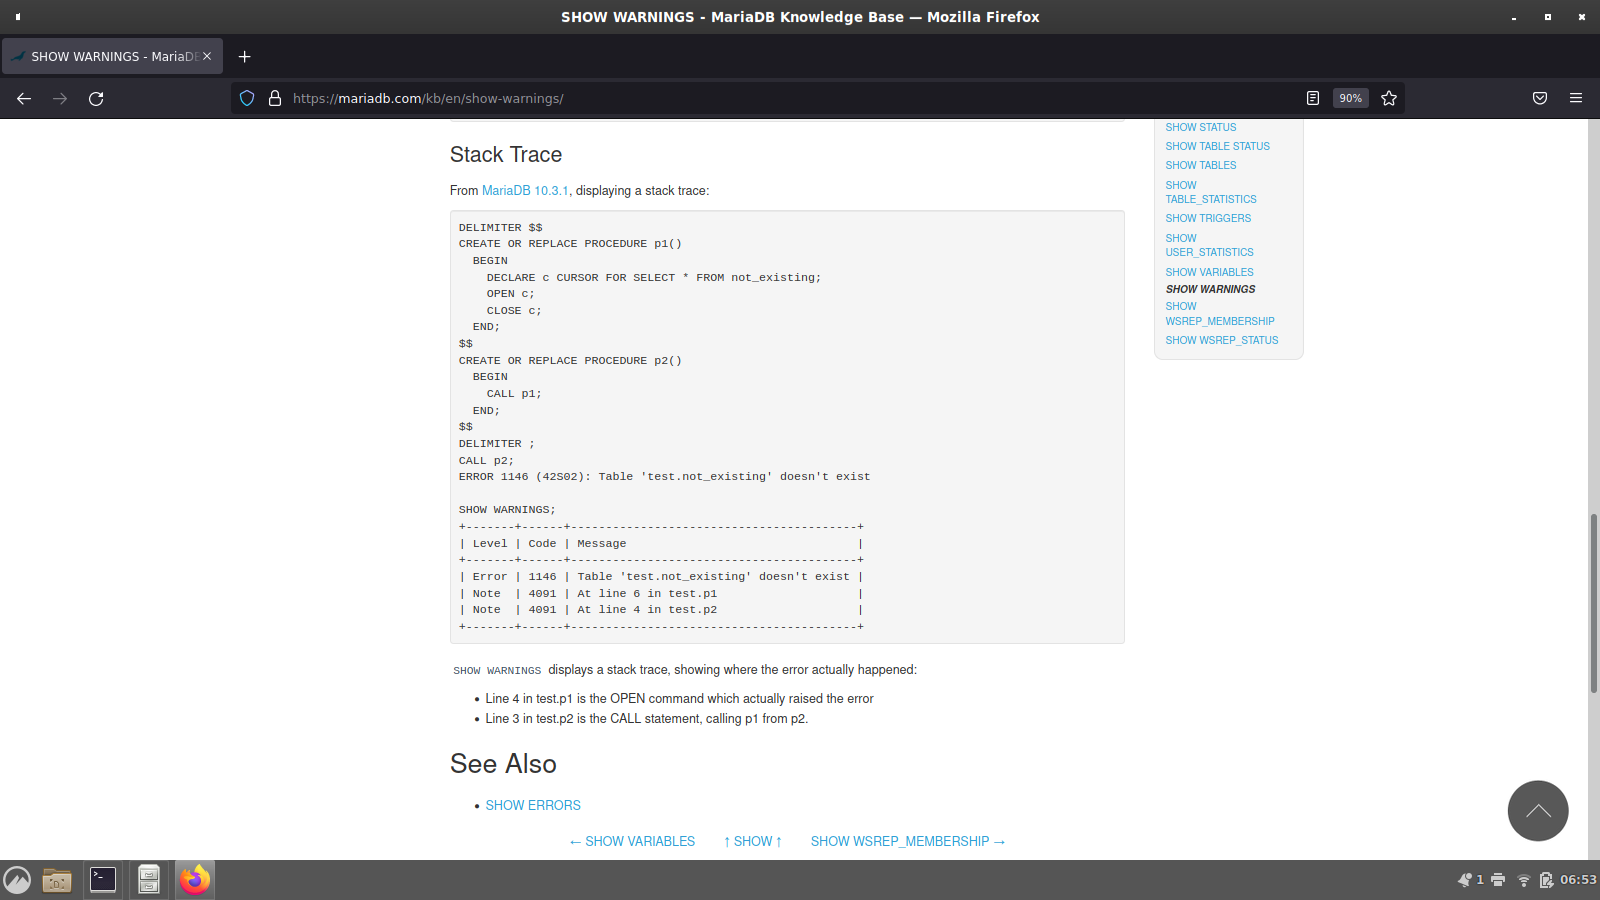 SHOW WARNINGS - MariaDB Knowledge Base — Mozilla Firefox
SHOW WARNINGS - MariaDB
https://mariadb.com/kb/en/show-warnings/
90%
Stack Trace
From MariaDB 10.3.1, displaying a stack trace:
DELIMITER $$
CREATE OR REPLACE PROCEDURE p1()
  BEGIN
    DECLARE c CURSOR FOR SELECT * FROM not_existing;
    OPEN c;
    CLOSE c;
  END;
$$
CREATE OR REPLACE PROCEDURE p2()
  BEGIN
    CALL p1;
  END;
$$
DELIMITER ;
CALL p2;
ERROR 1146 (42S02): Table 'test.not_existing' doesn't exist

SHOW WARNINGS;
+-------+------+-----------------------------------------+
| Level | Code | Message                                 |
+-------+------+-----------------------------------------+
| Error | 1146 | Table 'test.not_existing' doesn't exist |
| Note  | 4091 | At line 6 in test.p1                    |
| Note  | 4091 | At line 4 in test.p2                    |
+-------+------+-----------------------------------------+
SHOW WARNINGS displays a stack trace, showing where the error actually happened:
• Line 4 in test.p1 is the OPEN command which actually raised the error
• Line 3 in test.p2 is the CALL statement, calling p1 from p2.
See Also
• SHOW ERRORS
← SHOW VARIABLES ↑ SHOW ↑ SHOW WSREP_MEMBERSHIP →
SHOW STATUS
SHOW TABLE STATUS
SHOW TABLES
SHOW
TABLE_STATISTICS
SHOW TRIGGERS
SHOW
USER_STATISTICS
SHOW VARIABLES
SHOW WARNINGS
SHOW
WSREP_MEMBERSHIP
SHOW WSREP_STATUS
1
06:53